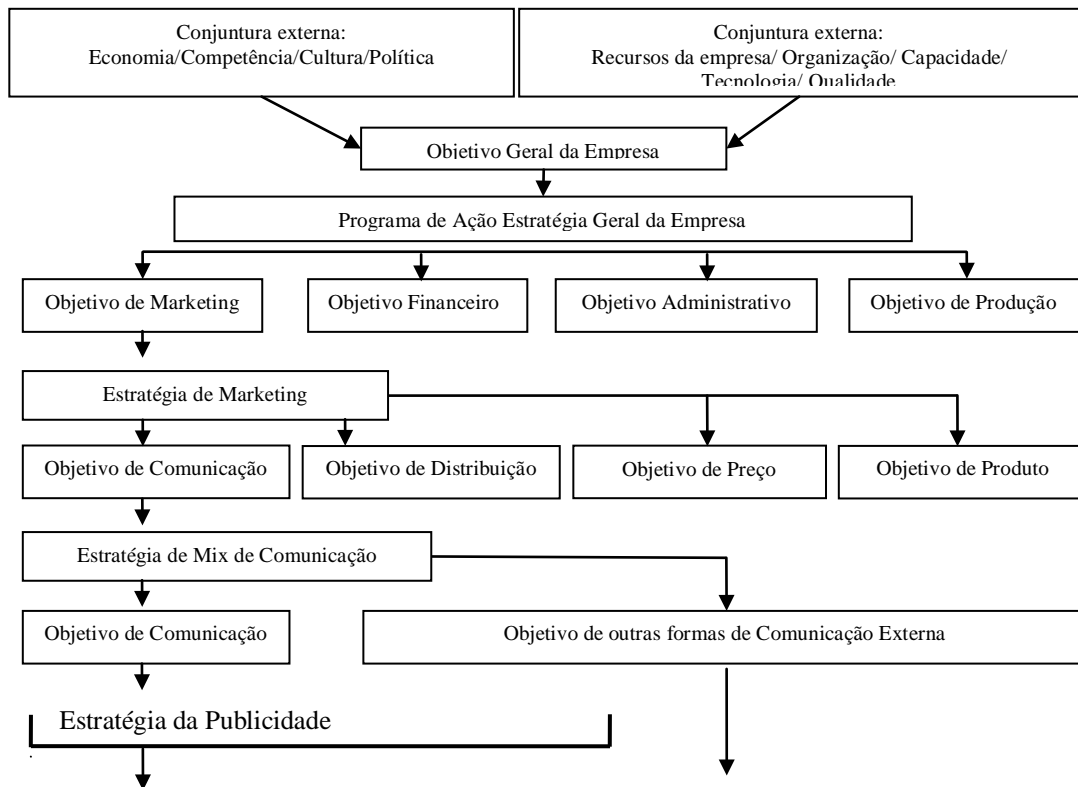 Conjuntura externa:
Economia/Competência/Cultura/Política
Conjuntura externa:
Recursos da empresa/ Organização/ Capacidade/
Tecnologia/ Qualidade
Objetivo Geral da Empresa
Programa de Ação Estratégia Geral da Empresa
Objetivo de Marketing
Objetivo Financeiro
Objetivo Administrativo
Objetivo de Produção
Estratégia de Marketing
Objetivo de Comunicação
Objetivo de Distribuição
Objetivo de Preço
Objetivo de Produto
Estratégia de Mix de Comunicação
Objetivo de Comunicação
Objetivo de outras formas de Comunicação Externa
Estratégia da Publicidade